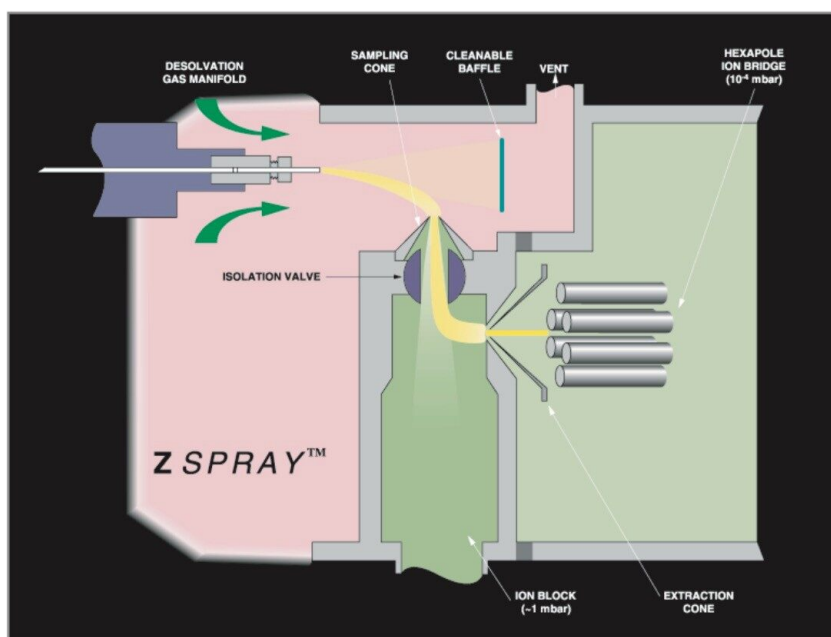 DESOLVATION
GAS MANIFOLD
SAMPLING
CONE
CLEANABLE
BAFFLE
VENT
HEXAPOLE
ION BRIDGE
(10⁻⁴ mbar)
ISOLATION VALVE
Z SPRAY™
ION BLOCK
(~1 mbar)
EXTRACTION
CONE